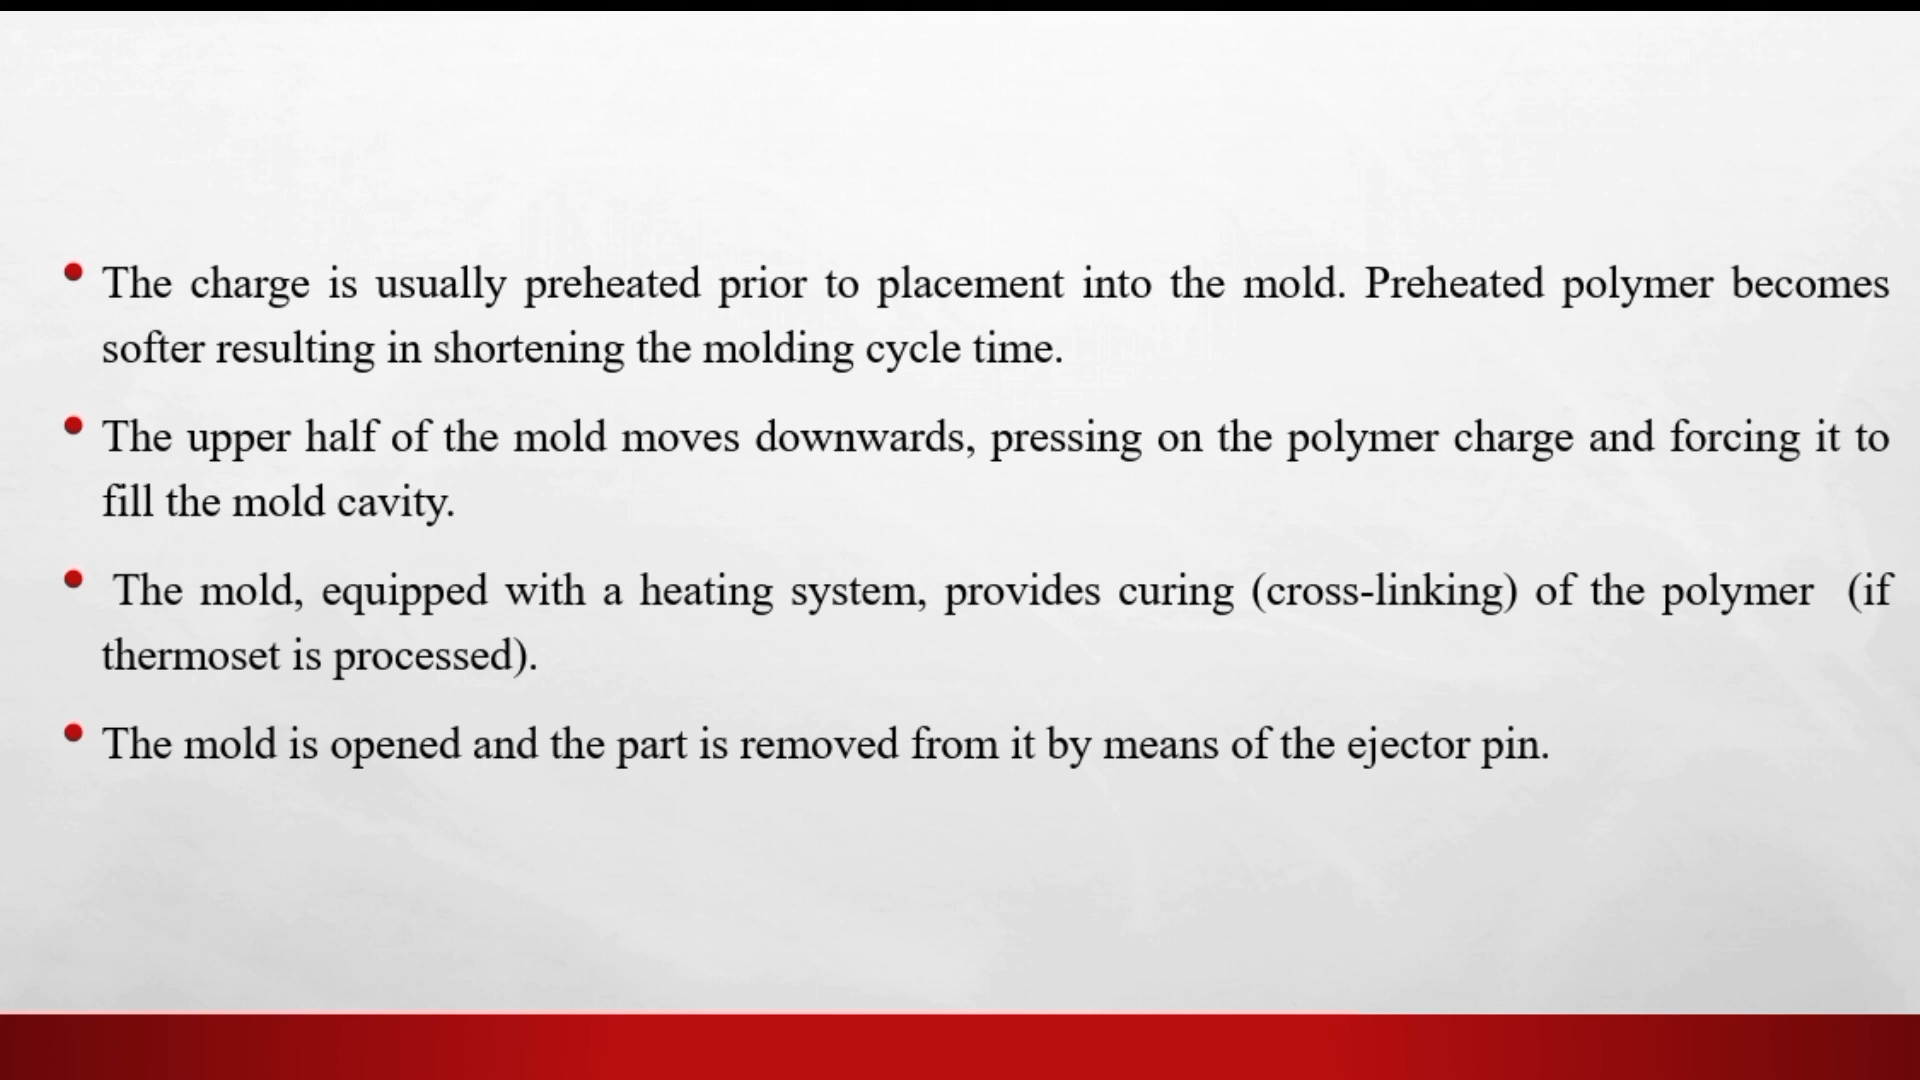 • The charge is usually preheated prior to placement into the mold. Preheated polymer becomes
softer resulting in shortening the molding cycle time.
• The upper half of the mold moves downwards, pressing on the polymer charge and forcing it to
fill the mold cavity.
• The mold, equipped with a heating system, provides curing (cross-linking) of the polymer (if
thermoset is processed).
• The mold is opened and the part is removed from it by means of the ejector pin.